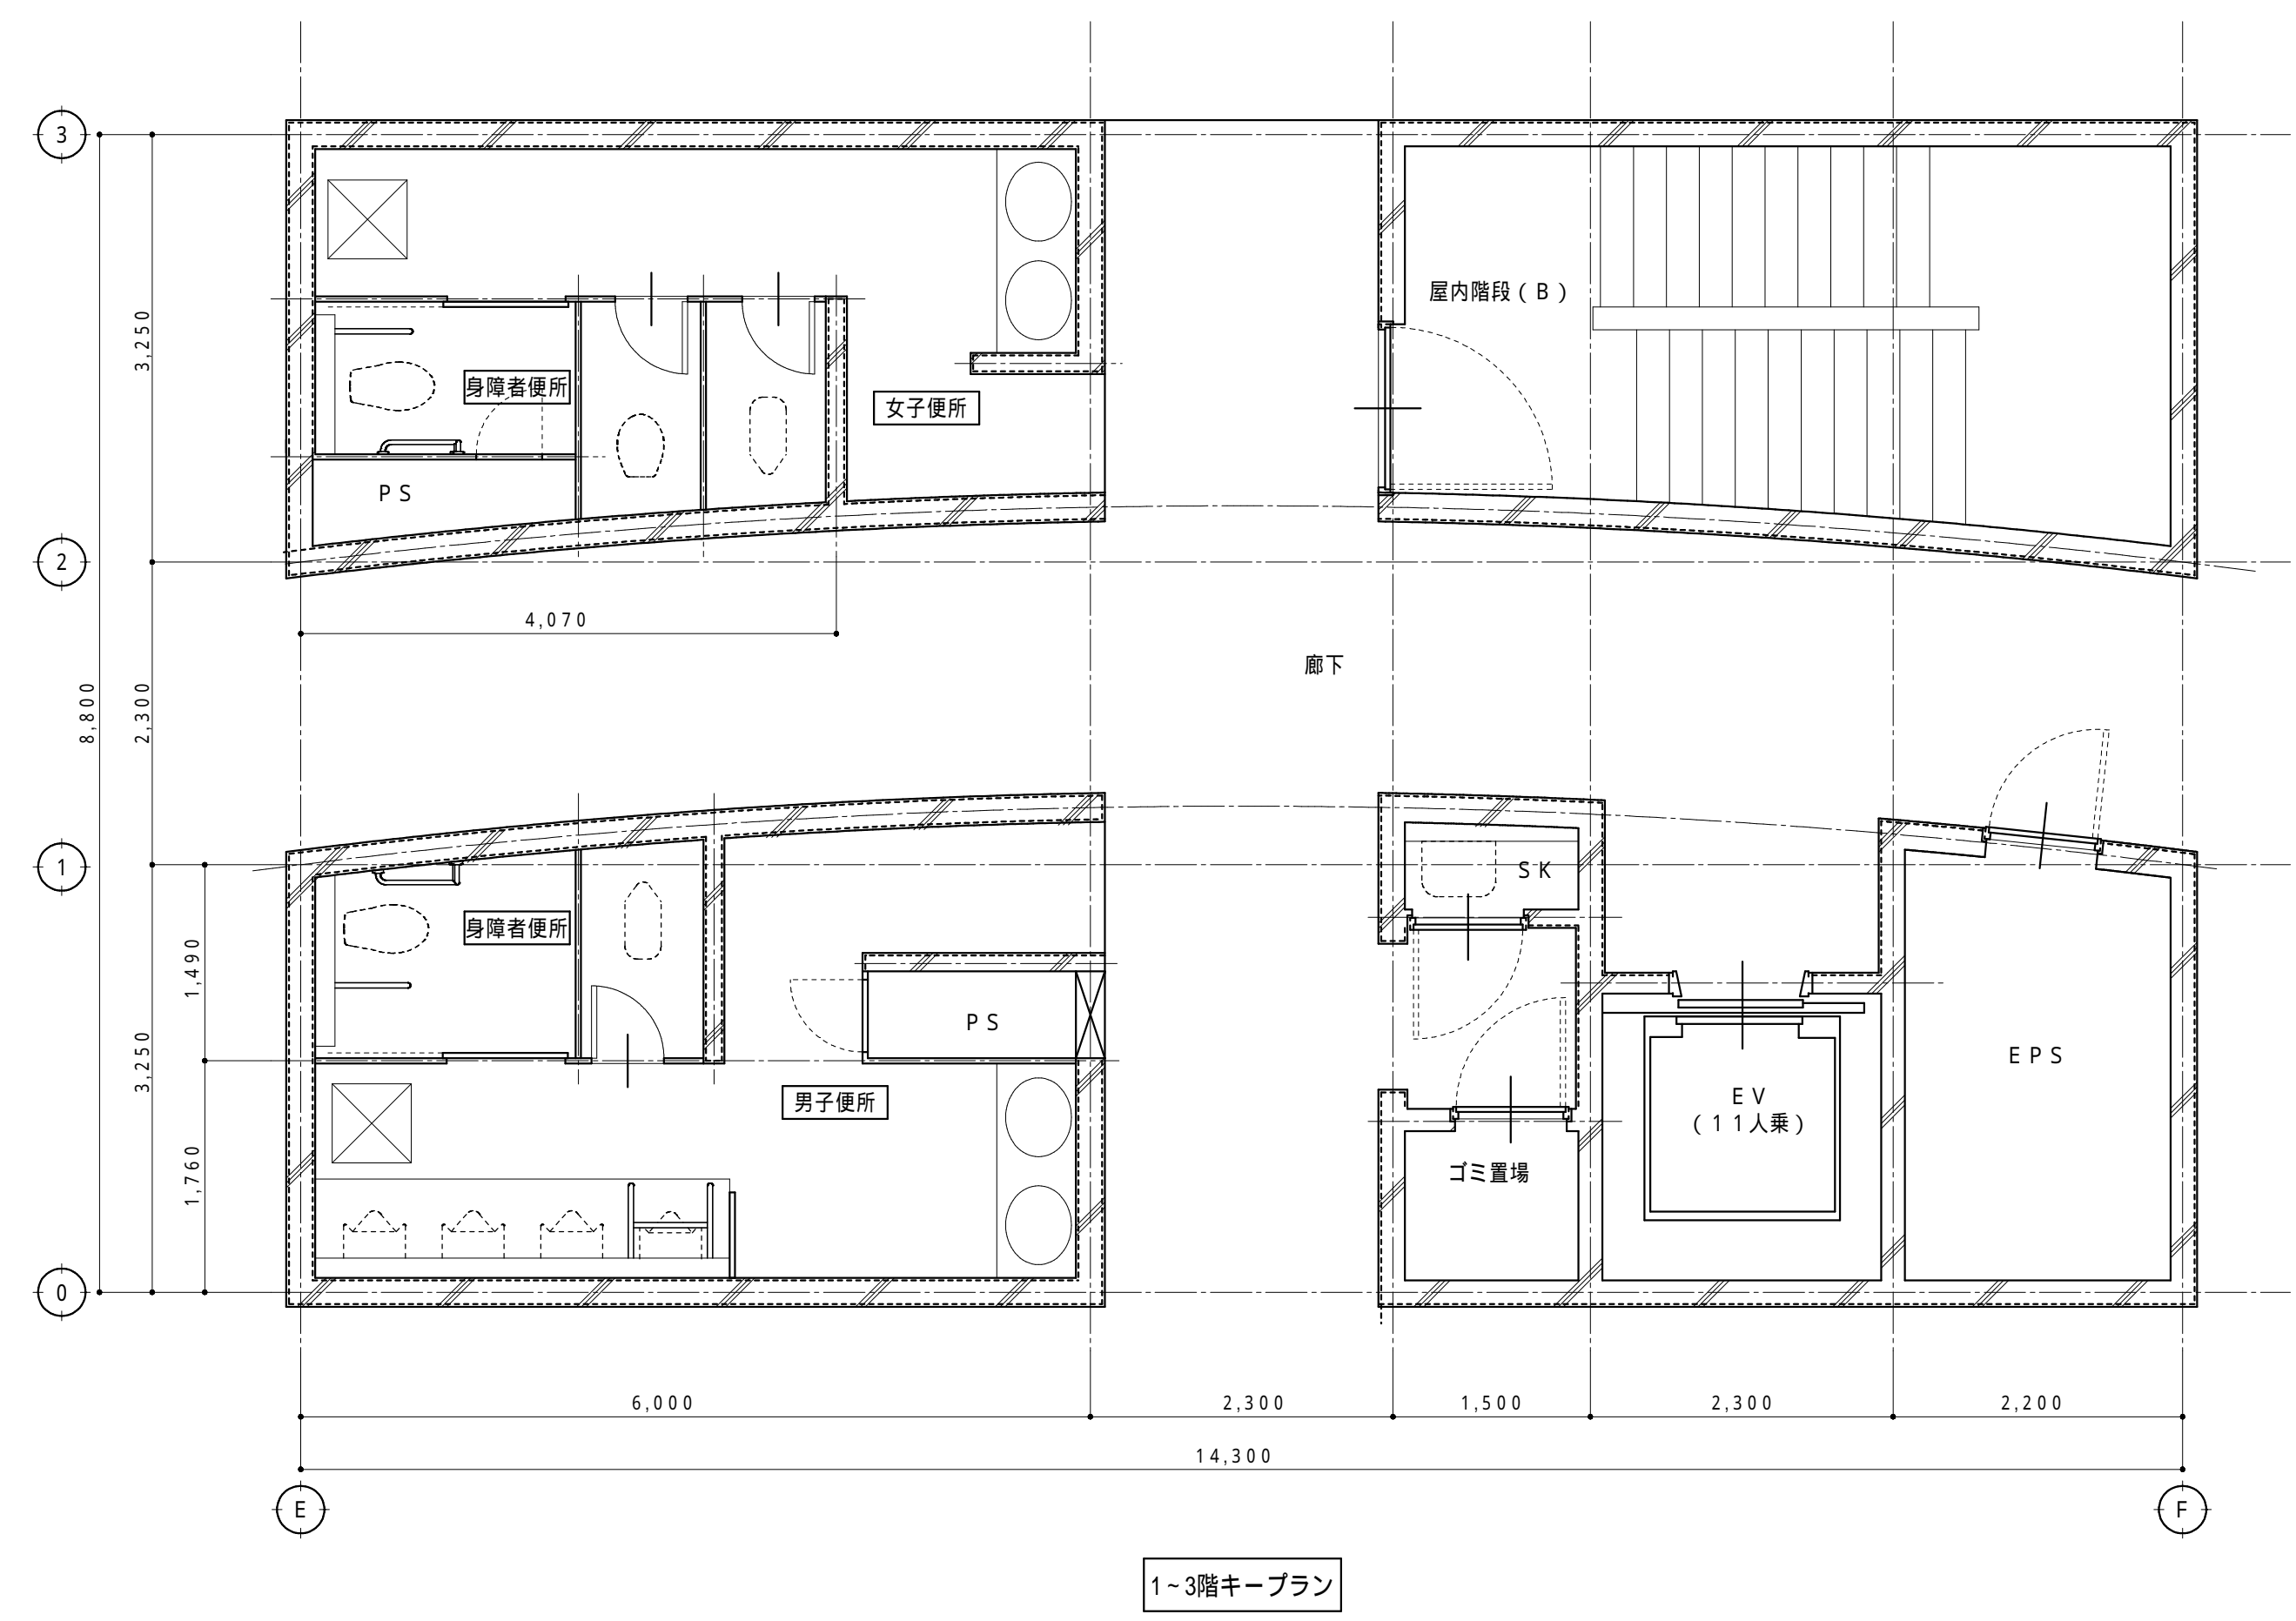 3
屋内階段(B)
3,250
身障者便所
女子便所
PS
2
4,070
廊下
8,800
2,300
1
SK
身障者便所
1,490
PS
EPS
3,250
男子便所
EV
(11人乗)
1,760
ゴミ置場
0
6,000
2,300
1,500
2,300
2,200
14,300
E
F
1~3階キープラン